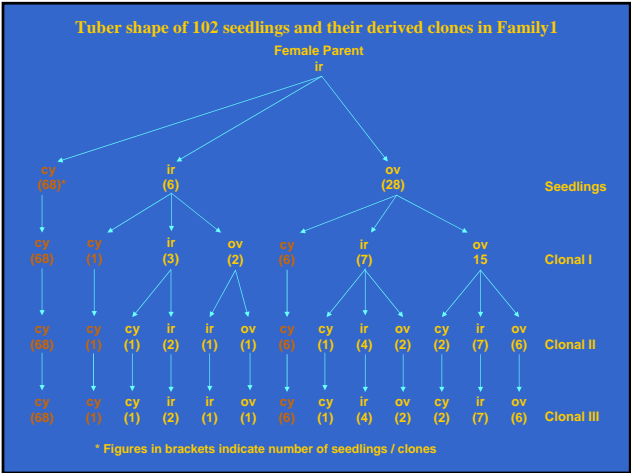 Tuber shape of 102 seedlings and their derived clones in Family1
Female Parent
ir
cy ir ov
(68)* (6) (28) Seedlings
cy cy ir ov cy ir ov
(68) (1) (3) (2) (6) (7) 15 Clonal I
cy cy cy ir ir ov cy cy ir ov cy ir ov
(68) (1) (1) (2) (1) (1) (6) (1) (4) (2) (2) (7) (6) Clonal II
cy cy cy ir ir ov cy cy ir ov cy ir ov
(68) (1) (1) (2) (1) (1) (6) (1) (4) (2) (2) (7) (6) Clonal III
* Figures in brackets indicate number of seedlings / clones